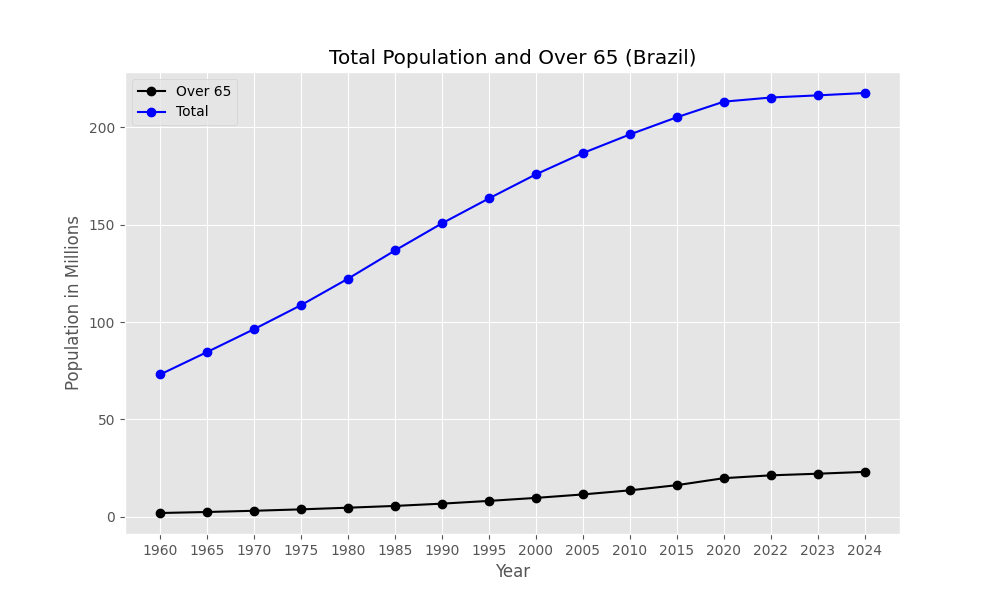 Total Population and Over 65 (Brazil)
Over 65
Total
200
150
100
50
0
Population in Millions
1960 1965 1970 1975 1980 1985 1990 1995 2000 2005 2010 2015 2020 2022 2023 2024
Year